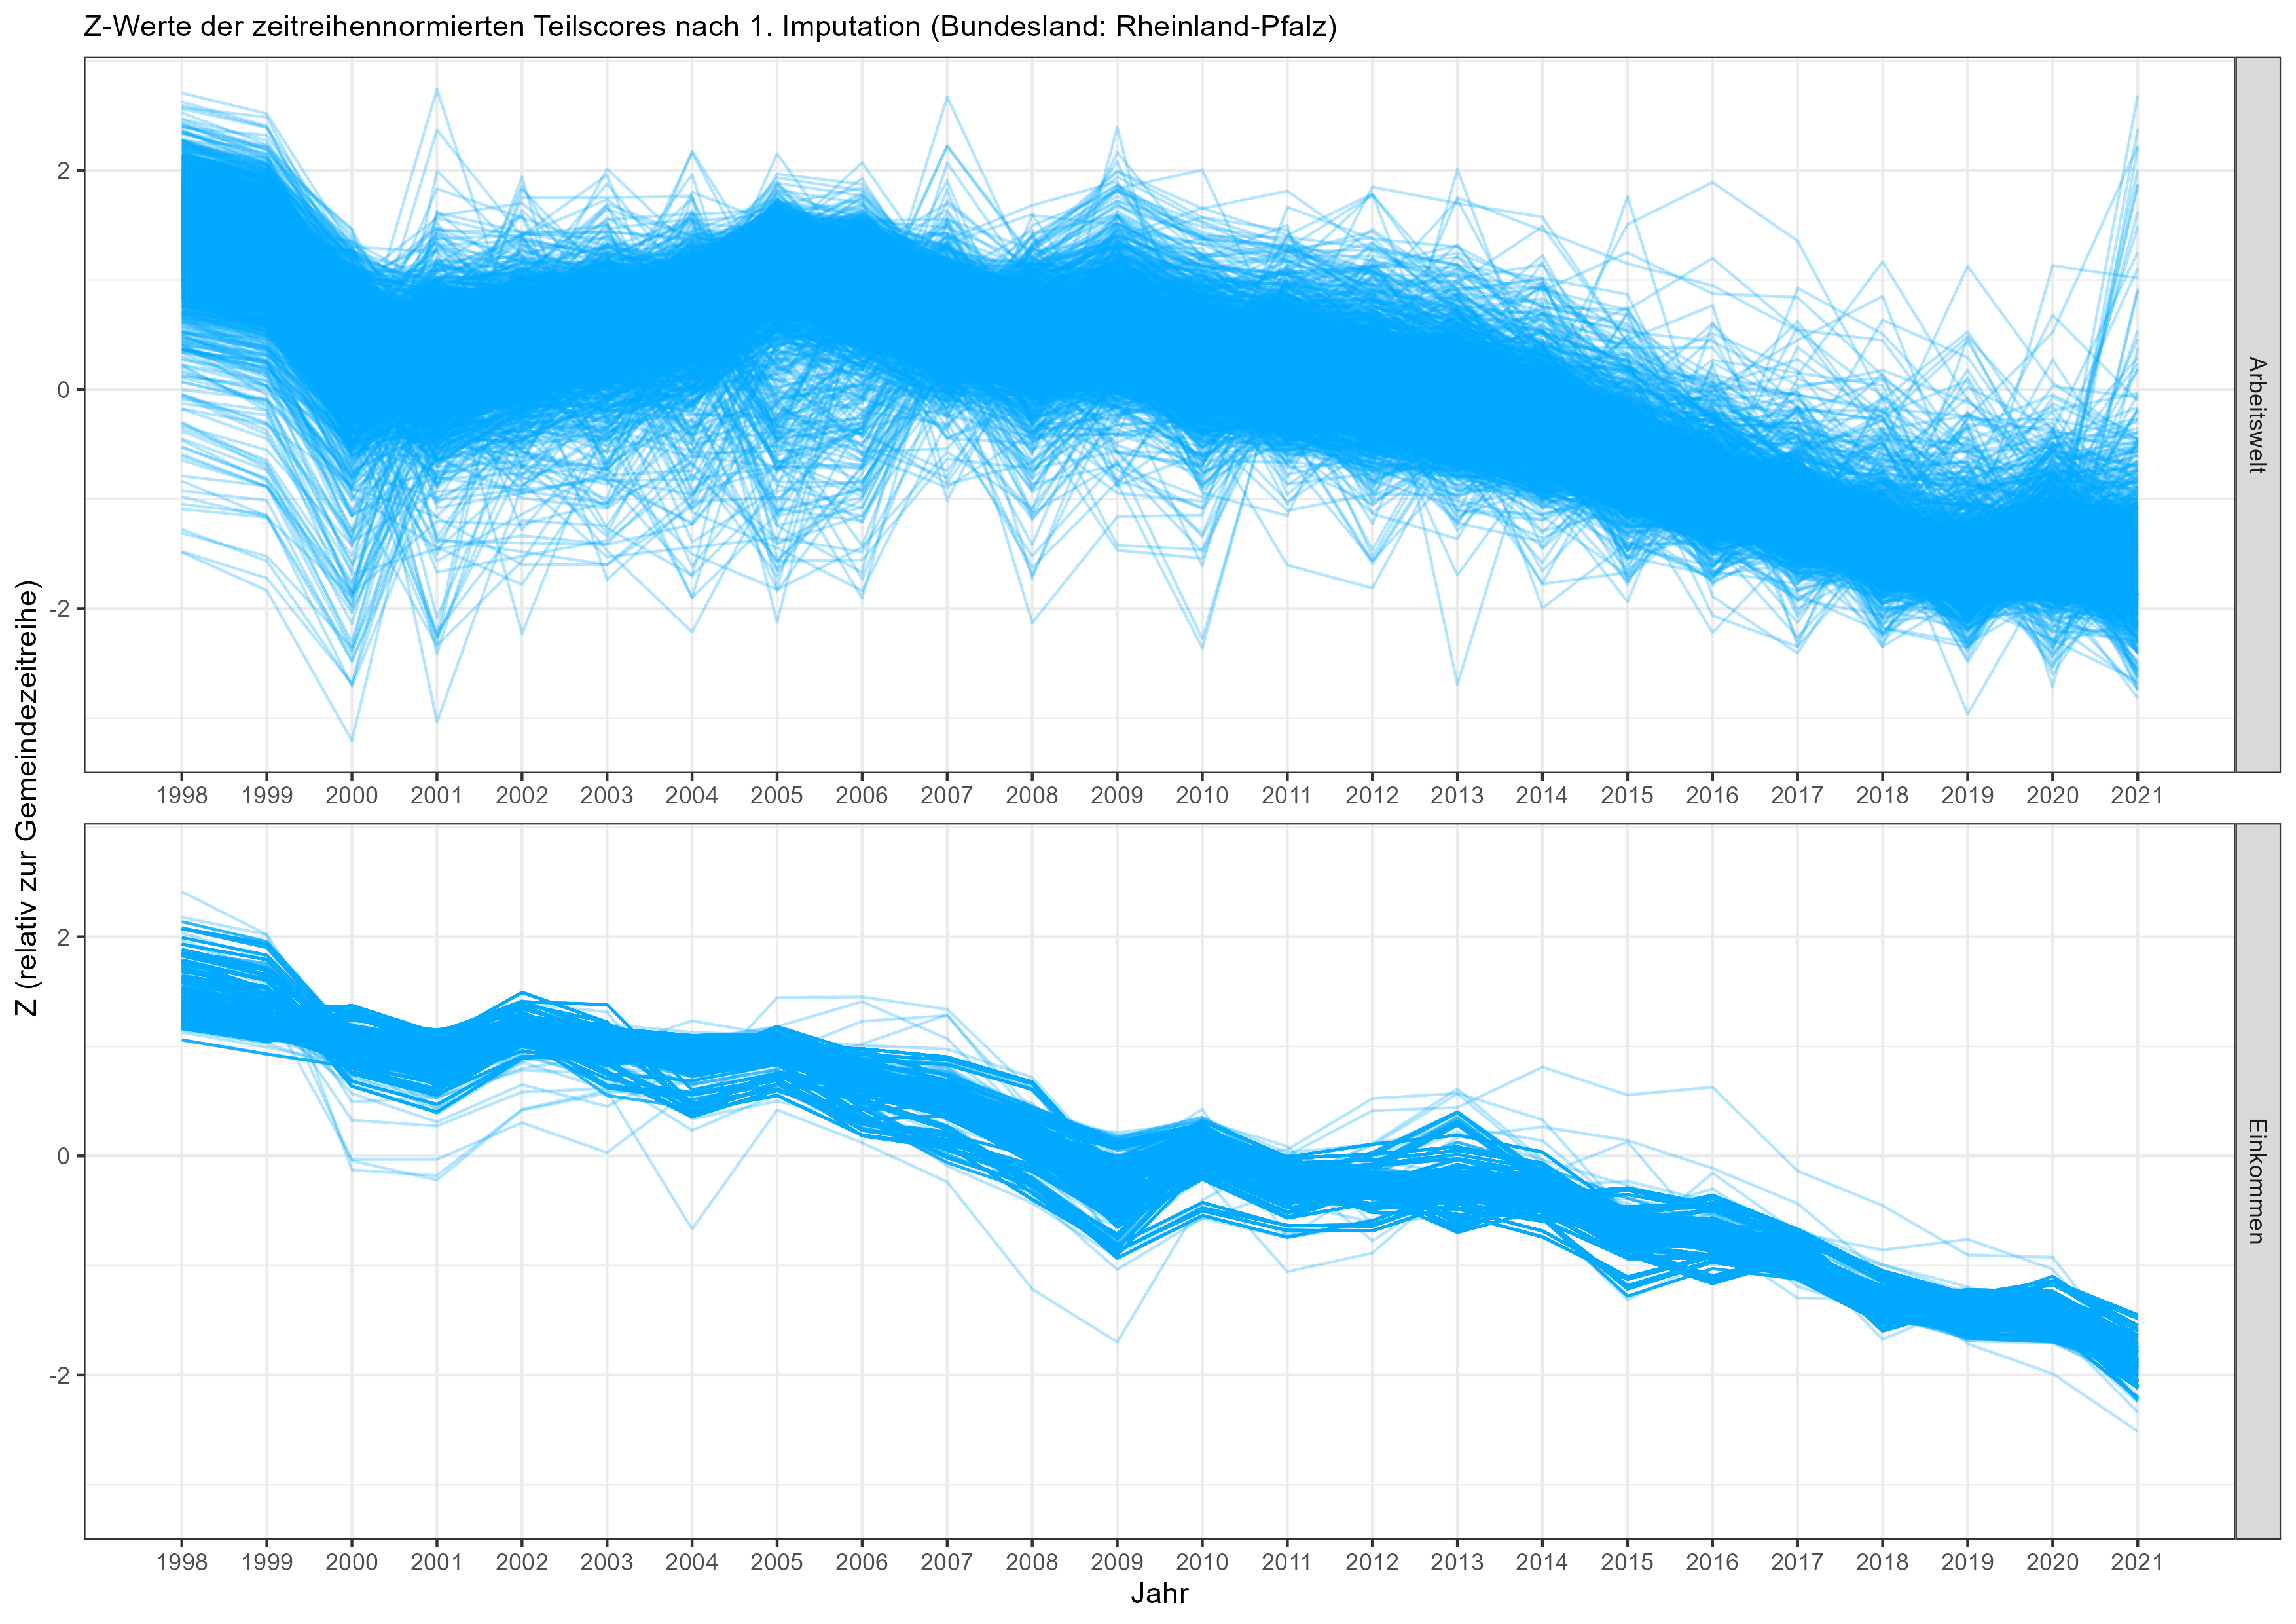 Z-Werte der zeitreihennormierten Teilscores nach 1. Imputation (Bundesland: Rheinland-Pfalz)
Z (relativ zur Gemeindezeitreihe)
2
0
-2
Arbeitswelt
1998 1999 2000 2001 2002 2003 2004 2005 2006 2007 2008 2009 2010 2011 2012 2013 2014 2015 2016 2017 2018 2019 2020 2021
2
0
-2
Einkommen
1998 1999 2000 2001 2002 2003 2004 2005 2006 2007 2008 2009 2010 2011 2012 2013 2014 2015 2016 2017 2018 2019 2020 2021
Jahr